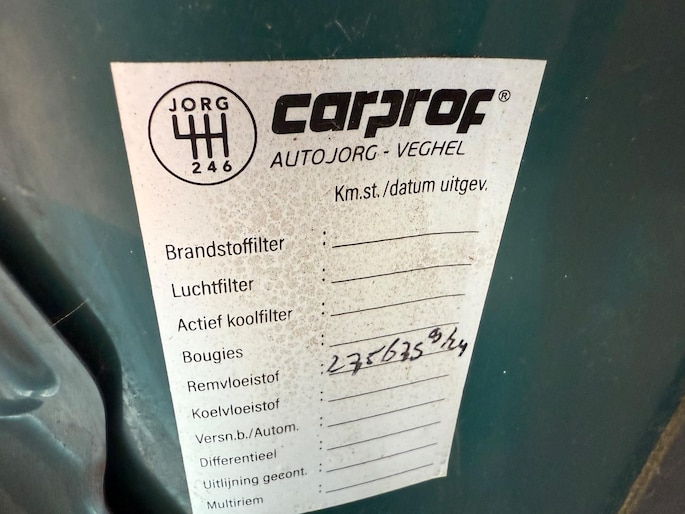 JORG
246
carprof®
AUTOJORG - VEGHEL
Km.st./datum uitgev.
Brandstoffilter :
Luchtfilter :
Actief koolfilter :
Bougies :
Remvloeistof : 275675 9/24
Koelvloeistof :
Versn.b./Autom. :
Differentieel :
Uitlijning gecont. :
Multiriem :